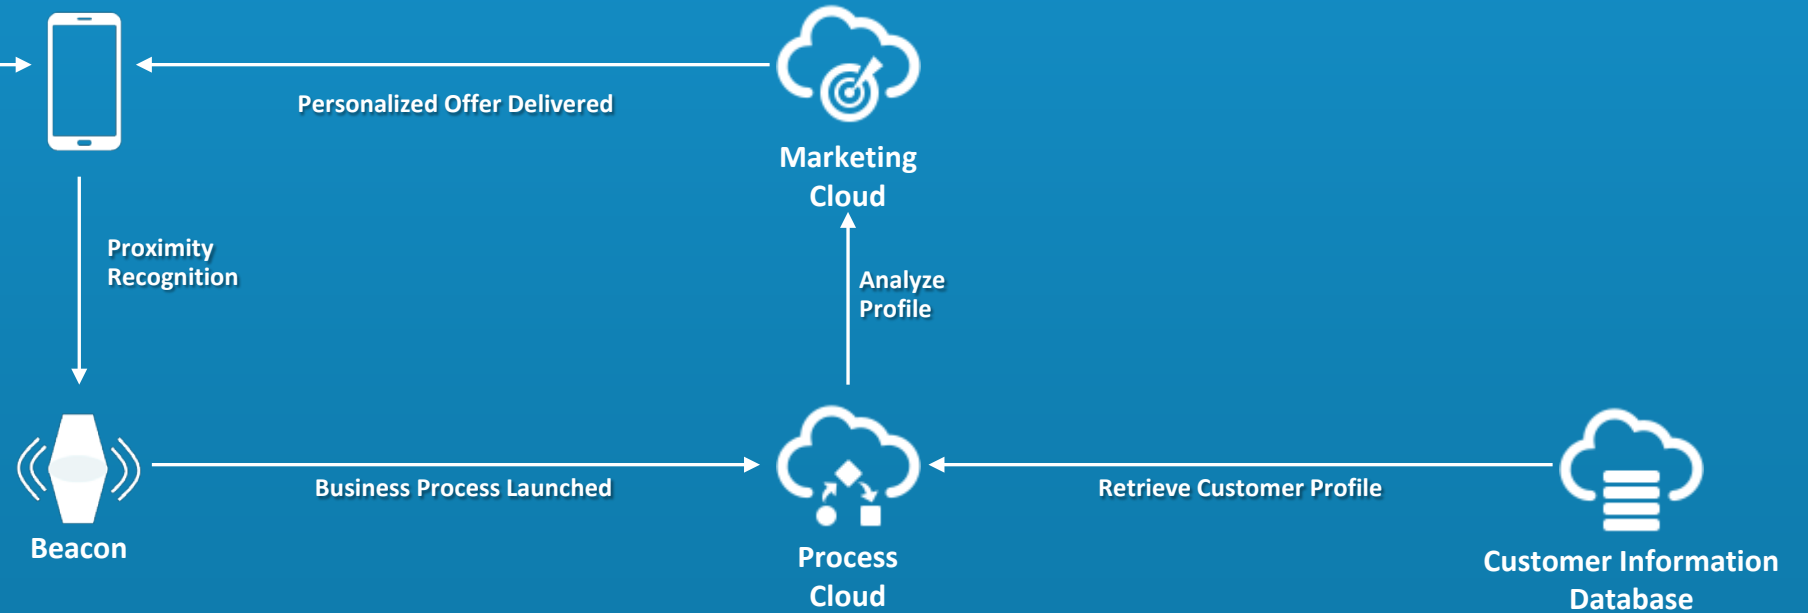 Personalized Offer Delivered
Marketing
Cloud
Proximity
Recognition
Analyze
Profile
Business Process Launched
Retrieve Customer Profile
Beacon
Process
Cloud
Customer Information
Database